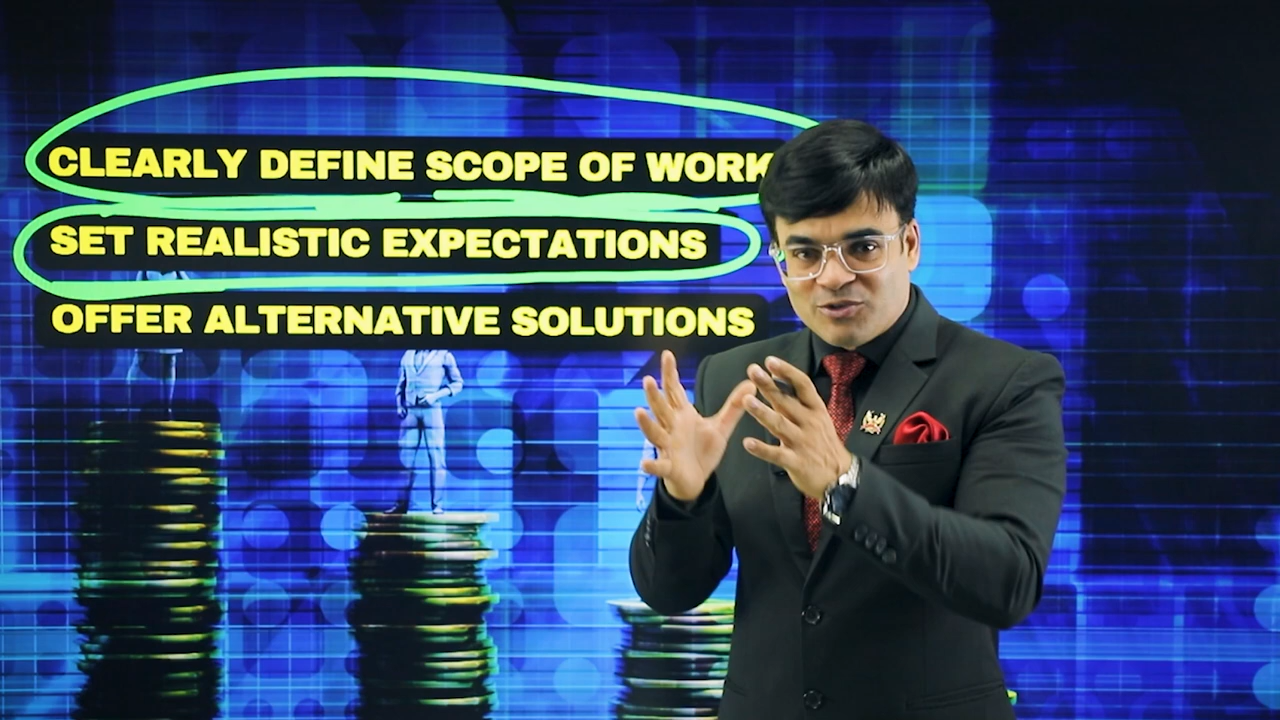 CLEARLY DEFINE SCOPE OF WORK
SET REALISTIC EXPECTATIONS
OFFER ALTERNATIVE SOLUTIONS